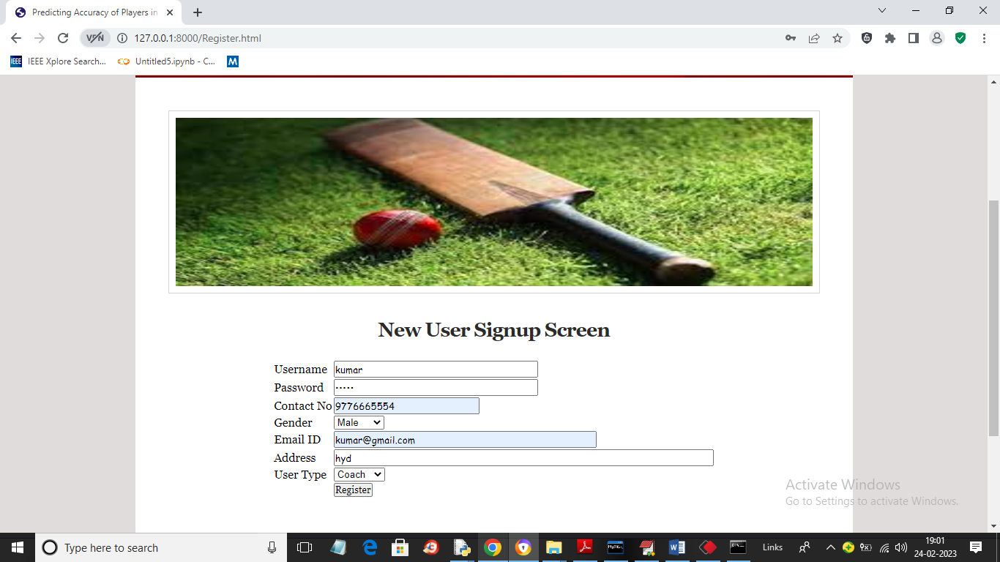 Predicting Accuracy of Players in
VPN
127.0.0.1:8000/Register.html
IEEE IEEE Xplore Search... Untitled5.ipynb - C... M
New User Signup Screen
Username kumar
Password •••••
Contact No 9776665554
Gender Male
Email ID kumar@gmail.com
Address hyd
User Type Coach
Register
Activate Windows
Go to Settings to activate Windows.
Type here to search
MySQL
W
C:\_
Links
19:01
24-02-2023